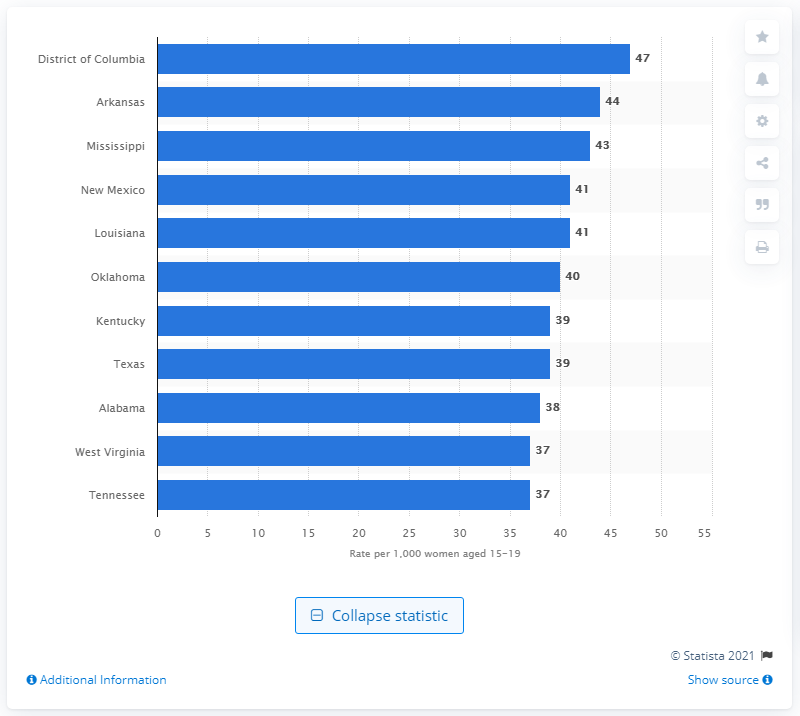 District of Columbia 47
Arkansas 44
Mississippi 43
New Mexico 41
Louisiana 41
Oklahoma 40
Kentucky 39
Texas 39
Alabama 38
West Virginia 37
Tennessee 37
0 5 10 15 20 25 30 35 40 45 50 55
Rate per 1,000 women aged 15-19
Collapse statistic
© Statista 2021
Additional Information Show source